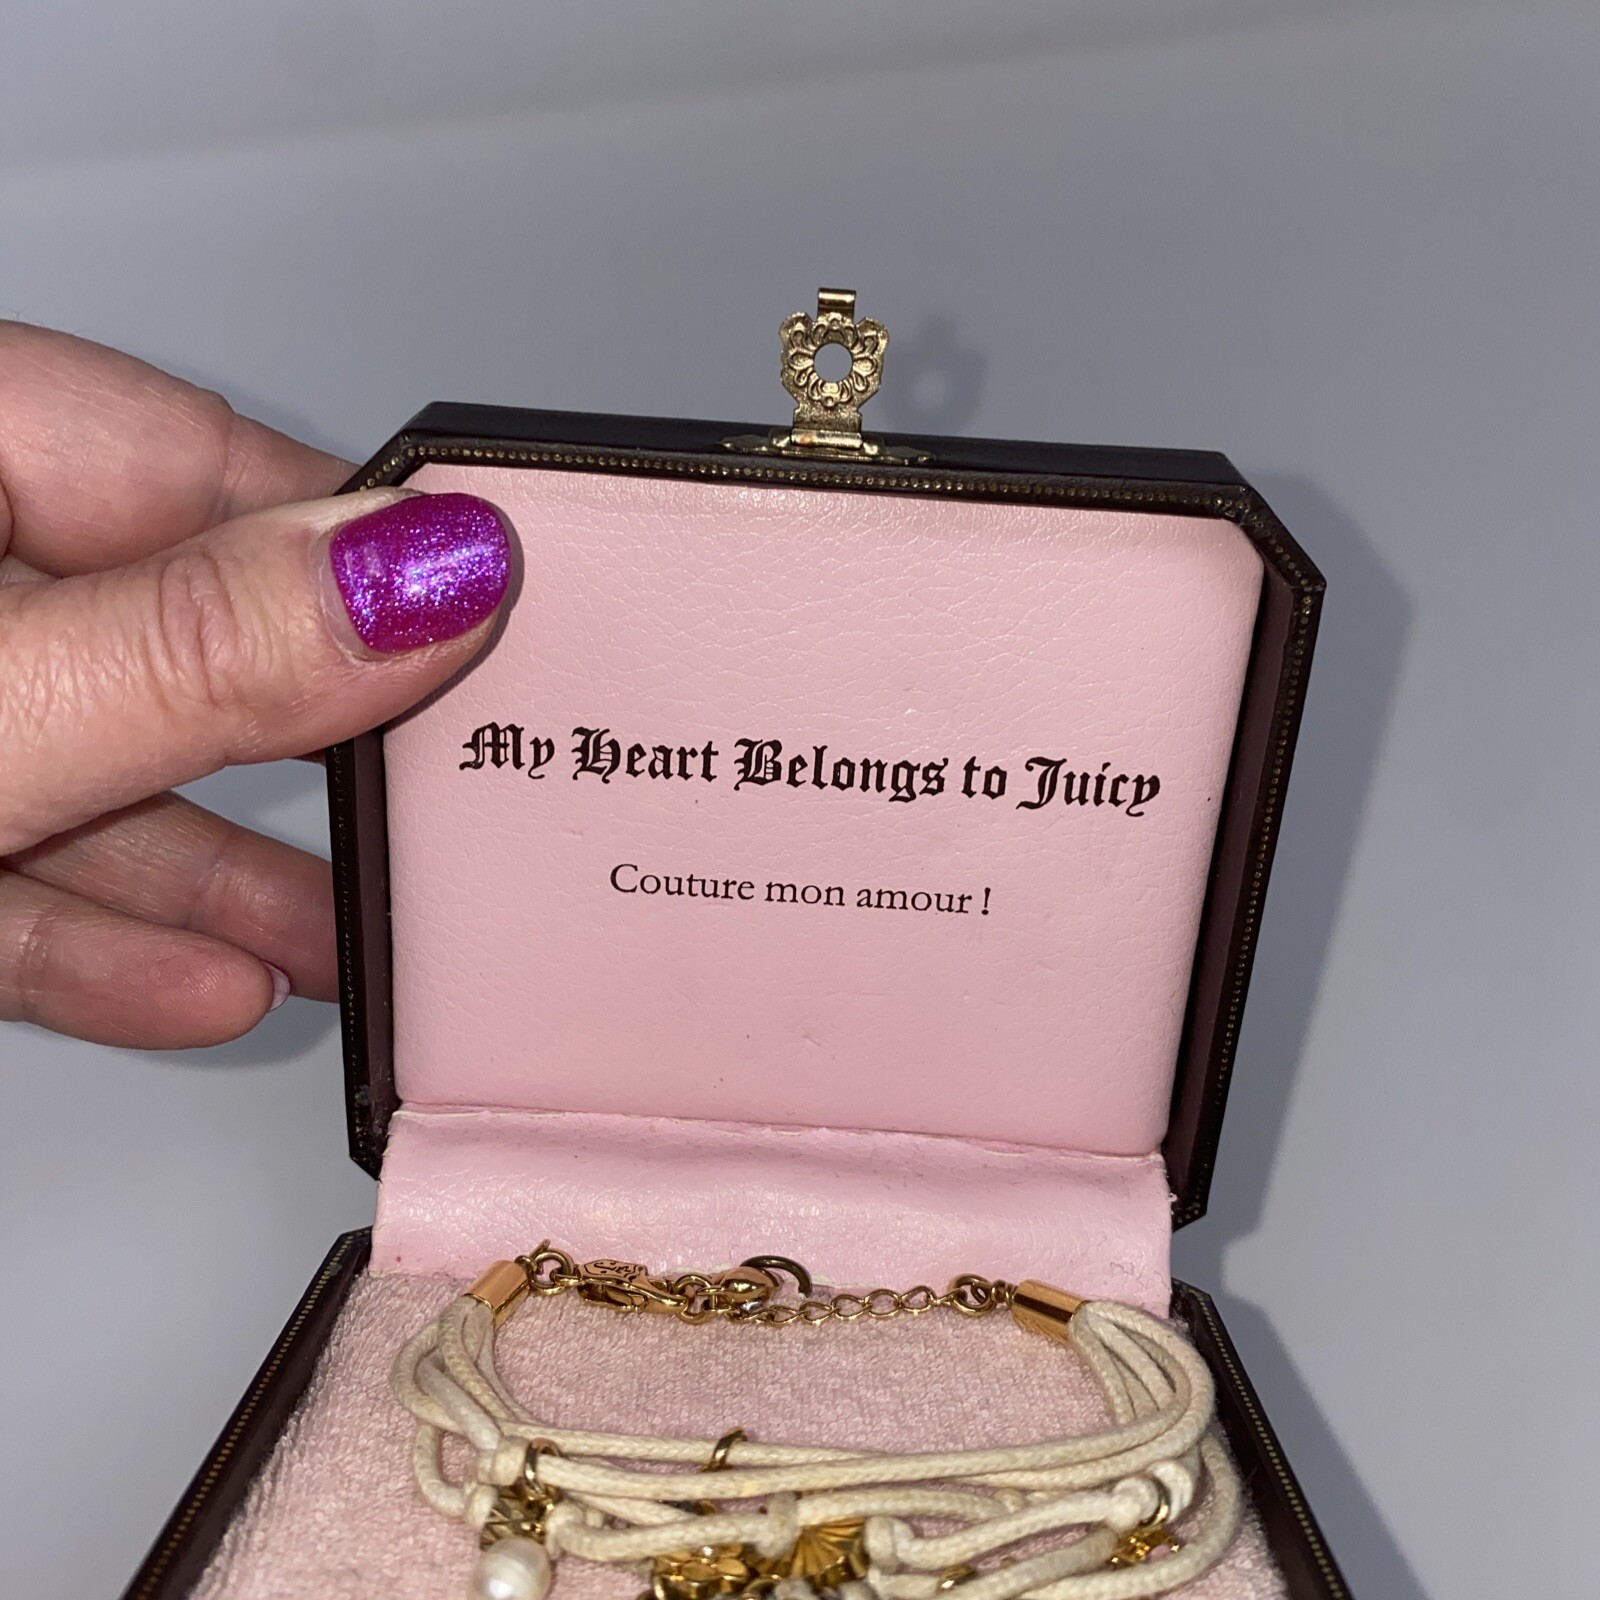 My Heart Belongs to Juicy
Couture mon amour !